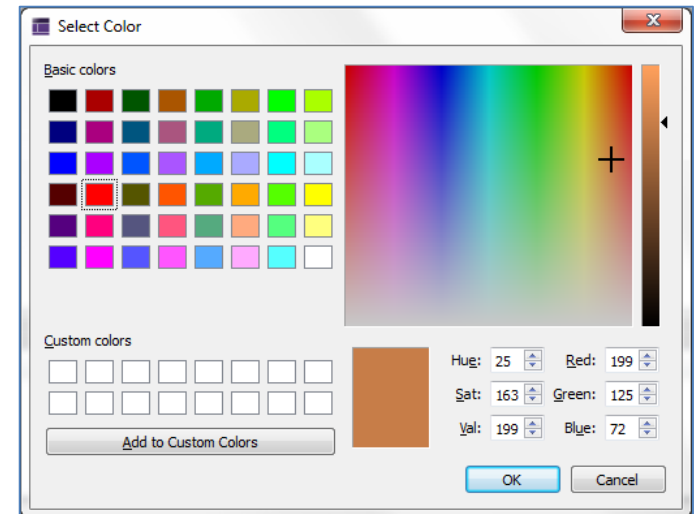 Select Color
Basic colors
Custom colors
Add to Custom Colors
Hue: 25 Red: 199
Sat: 163 Green: 125
Val: 199 Blue: 72
OK Cancel